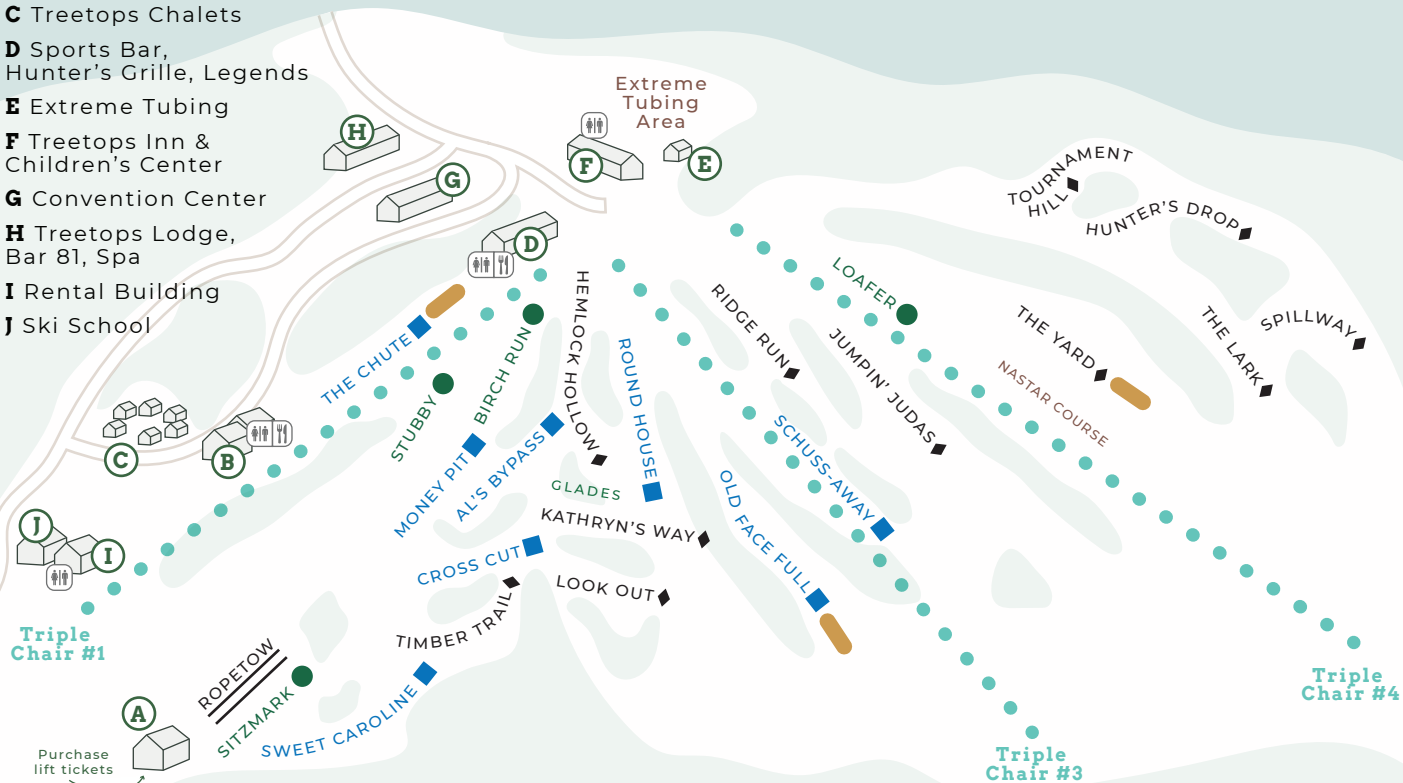 C Treetops Chalets
D Sports Bar,
Hunter's Grille, Legends
E Extreme Tubing
F Treetops Inn &
Children's Center
G Convention Center
H Treetops Lodge,
Bar 81, Spa
I Rental Building
J Ski School
Extreme
Tubing
Area
H
G
F
E
D
C
B
J
I
A
TOURNAMENT
HILL
HUNTER'S DROP
LOAFER
THE YARD
NASTAR COURSE
THE LARK
SPILLWAY
RIDGE RUN
JUMPIN' JUDAS
HEMLOCK HOLLOW
ROUND HOUSE
THE CHUTE
STUBBY
BIRCH RUN
MONEY PIT
AL'S BYPASS
GLADES
KATHRYN'S WAY
SCHUSS-AWAY
OLD FACE FULL
CROSS CUT
LOOK OUT
TIMBER TRAIL
SWEET CAROLINE
ROPETOW
SITZMARK
Triple
Chair #1
Triple
Chair #4
Triple
Chair #3
Purchase
lift tickets